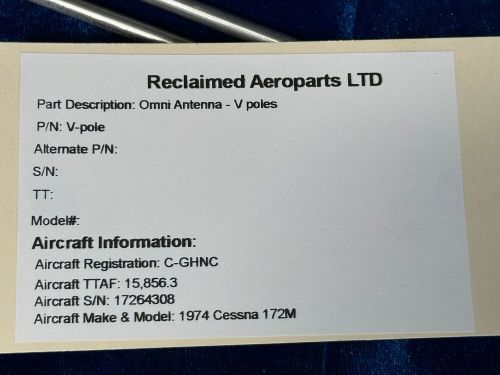 Reclaimed Aeroparts LTD
Part Description: Omni Antenna - V poles
P/N: V-pole
Alternate P/N:
S/N:
TT:
Model#:
Aircraft Information:
Aircraft Registration: C-GHNC
Aircraft TTAF: 15,856.3
Aircraft S/N: 17264308
Aircraft Make & Model: 1974 Cessna 172M